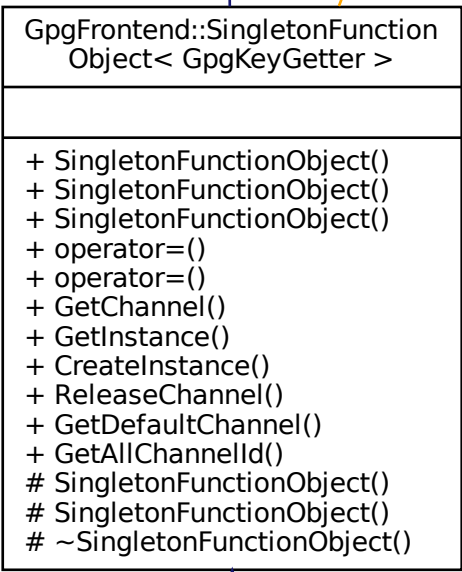 GpgFrontend::SingletonFunction
Object< GpgKeyGetter >
+ SingletonFunctionObject()
+ SingletonFunctionObject()
+ SingletonFunctionObject()
+ operator=()
+ operator=()
+ GetChannel()
+ GetInstance()
+ CreateInstance()
+ ReleaseChannel()
+ GetDefaultChannel()
+ GetAllChannelId()
# SingletonFunctionObject()
# SingletonFunctionObject()
# ~SingletonFunctionObject()